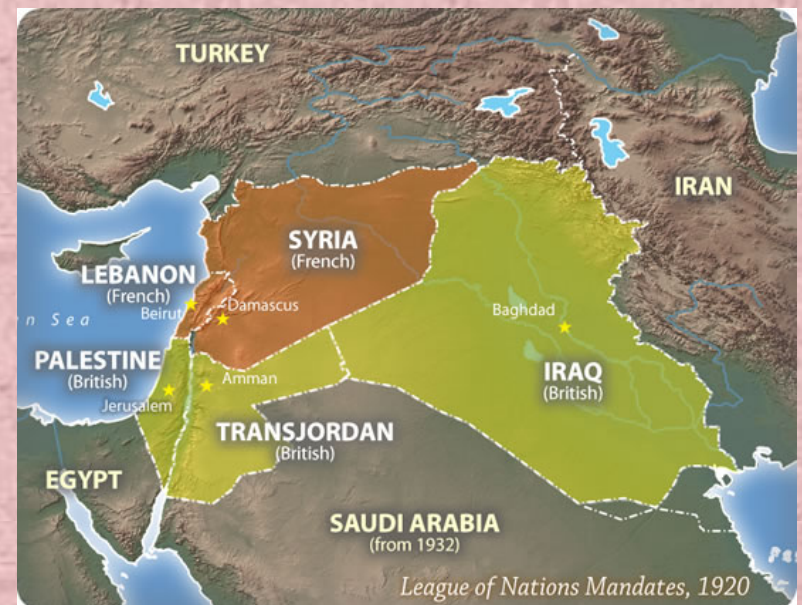 TURKEY
IRAN
SYRIA
(French)
LEBANON
(French)
Beirut
Damascus
n Sea
Baghdad
PALESTINE
(British)
IRAQ
(British)
Amman
Jerusalem
TRANSJORDAN
(British)
EGYPT
SAUDI ARABIA
(from 1932)
League of Nations Mandates, 1920